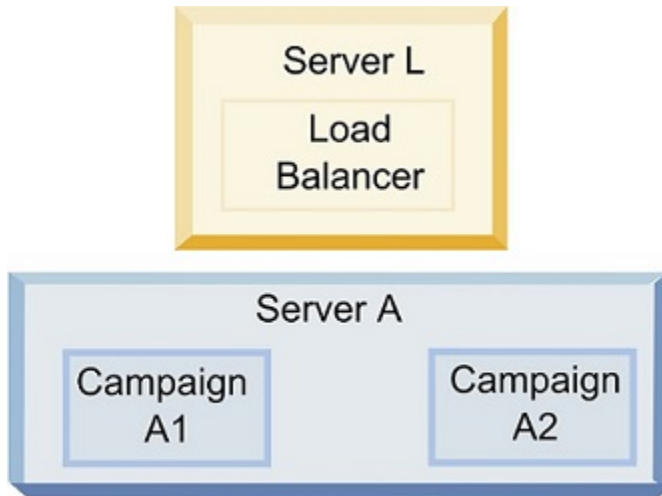 Server L
Load
Balancer
Server A
Campaign
A1
Campaign
A2